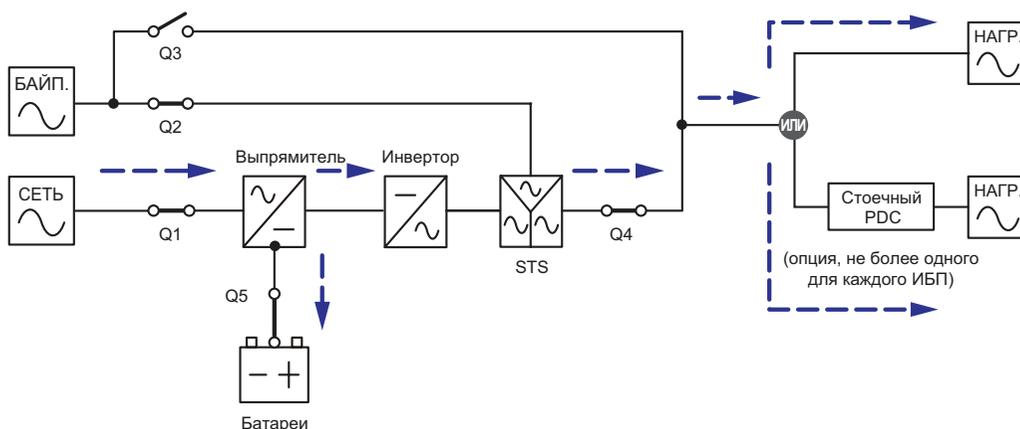 Q3
НАГР.
БАЙП.
Q2
ИЛИ
Выпрямитель
Инвертор
СЕТЬ
Q1
STS
Q4
Стоечный
PDC
НАГР.
(опция, не более одного
для каждого ИБП)
Q5
Батареи